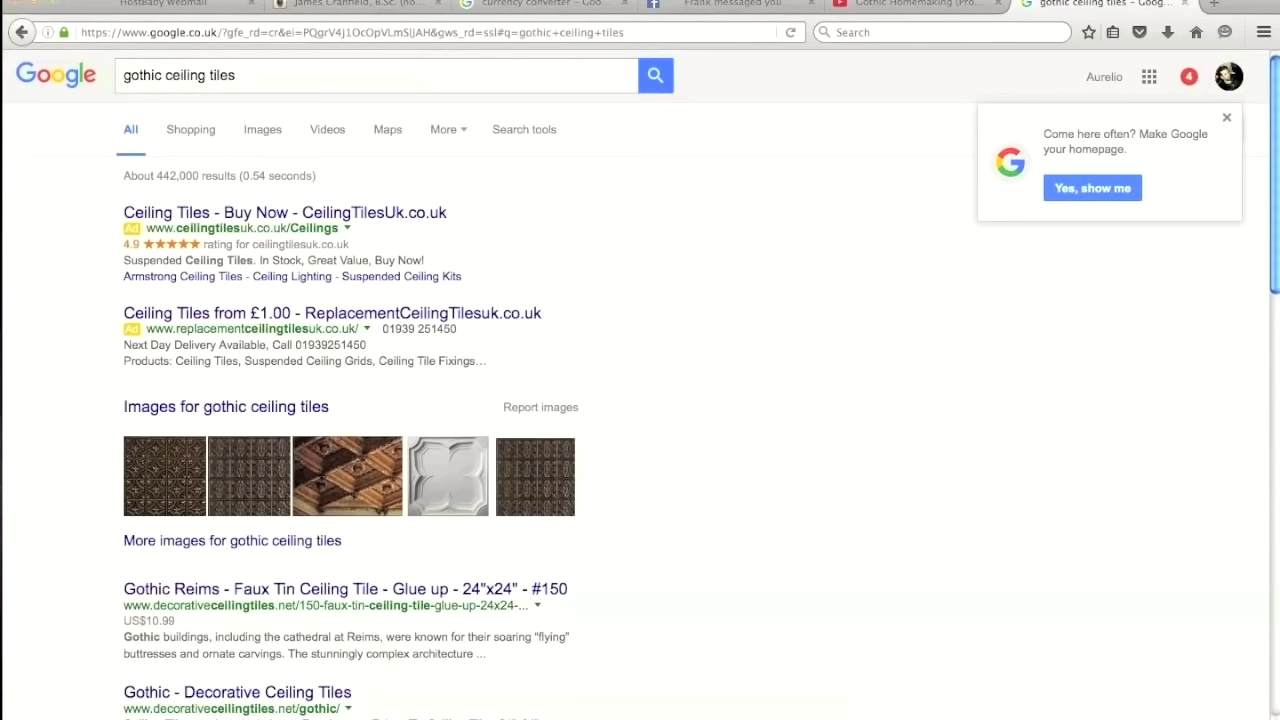 HostBaby Webmail
James Cranfield, B.Sc. (ho...
currency converter - Goo...
Frank messaged you
Gothic Homemaking (Pro...
gothic ceiling tiles - Goog...
https://www.google.co.uk/?gfe_rd=cr&ei=PQgrV4j1OcOpVLmSlJAH&gws_rd=ssl#q=gothic+ceiling+tiles
Search
Google
gothic ceiling tiles
Aurelio
4
All
Shopping
Images
Videos
Maps
More
Search tools
Come here often? Make Google
your homepage.
Yes, show me
About 442,000 results (0.54 seconds)
Ceiling Tiles - Buy Now - CeilingTilesUk.co.uk
Ad www.ceilingtilesuk.co.uk/Ceilings
4.9 ★★★★★ rating for ceilingtilesuk.co.uk
Suspended Ceiling Tiles. In Stock, Great Value, Buy Now!
Armstrong Ceiling Tiles - Ceiling Lighting - Suspended Ceiling Kits
Ceiling Tiles from £1.00 - ReplacementCeilingTilesuk.co.uk
Ad www.replacementceilingtilesuk.co.uk/ 01939 251450
Next Day Delivery Available, Call 01939251450
Products: Ceiling Tiles, Suspended Ceiling Grids, Ceiling Tile Fixings...
Images for gothic ceiling tiles
Report images
More images for gothic ceiling tiles
Gothic Reims - Faux Tin Ceiling Tile - Glue up - 24"x24" - #150
www.decorativeceilingtiles.net/150-faux-tin-ceiling-tile-glue-up-24x24-...
US$10.99
Gothic buildings, including the cathedral at Reims, were known for their soaring "flying"
buttresses and ornate carvings. The stunningly complex architecture ...
Gothic - Decorative Ceiling Tiles
www.decorativeceilingtiles.net/gothic/